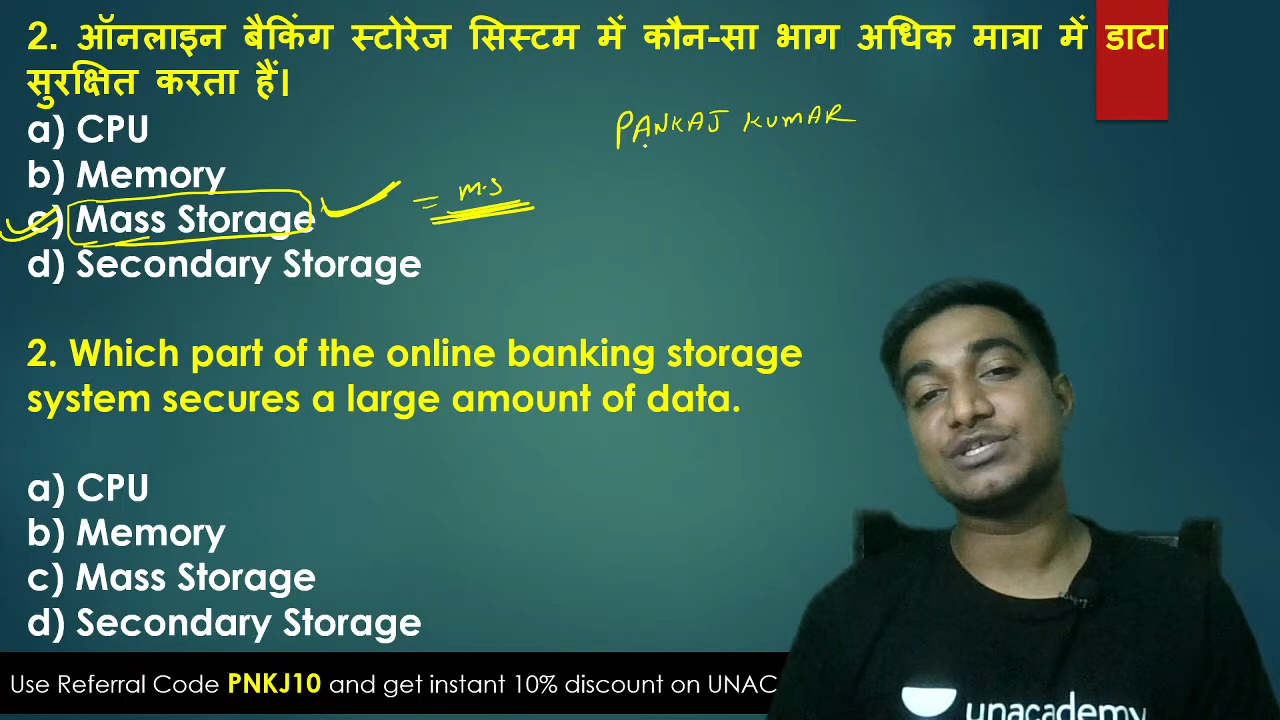 2. ऑनलाइन बैकिंग स्टोरेज सिस्टम में कौन-सा भाग अधिक मात्रा में डाटा
सुरक्षित करता हैं।
a) CPU
PANKAJ KUMAR
b) Memory
c) Mass Storage
= M.S
d) Secondary Storage
2. Which part of the online banking storage
system secures a large amount of data.
a) CPU
b) Memory
c) Mass Storage
d) Secondary Storage
Use Referral Code PNKJ10 and get instant 10% discount on UNAC
unacademy